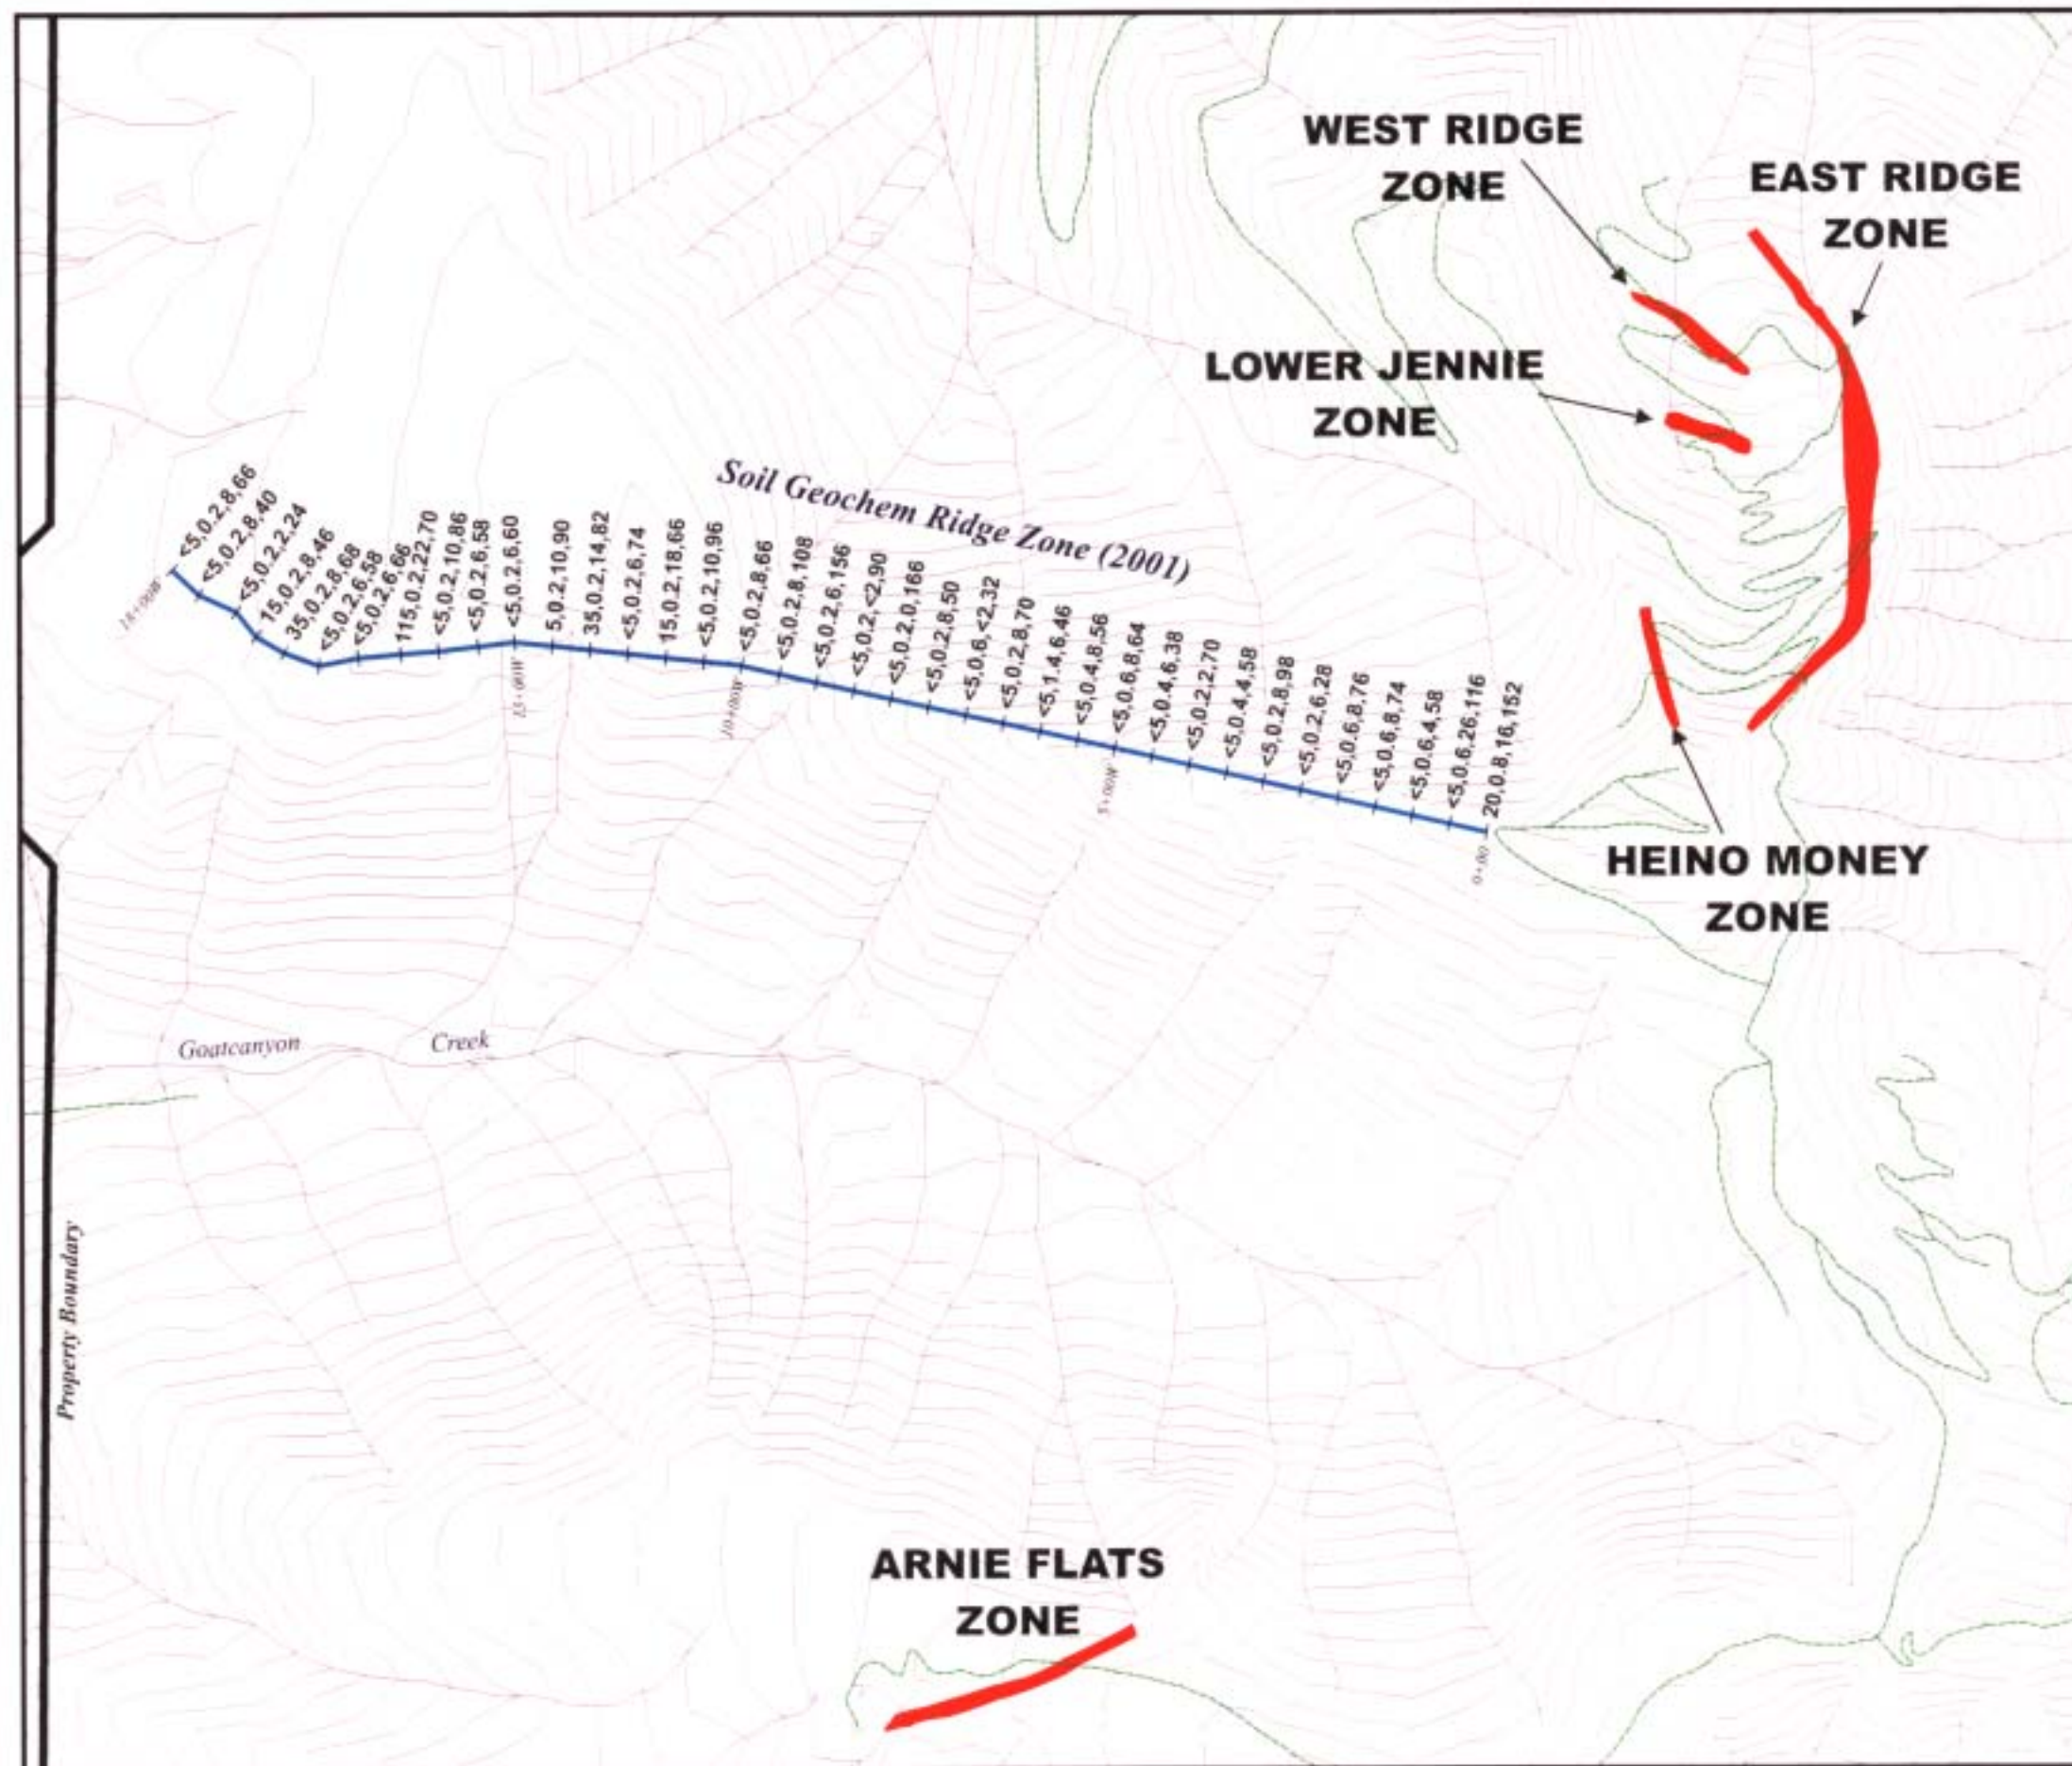 WEST RIDGE
ZONE
EAST RIDGE
ZONE
LOWER JENNIE
ZONE
Soil Geochem Ridge Zone (2001)
<5,0.2,8,66
<5,0.2,8,40
<5,0.2,2,24
15,0.2,8,46
35,0.2,8,68
<5,0.2,6,58
<5,0.2,6,66
115,0.2,22,70
<5,0.2,10,86
<5,0.2,6,58
<5,0.2,6,60
5,0.2,10,90
35,0.2,14,82
<5,0.2,6,74
15,0.2,18,66
<5,0.2,10,96
<5,0.2,8,66
<5,0.2,8,108
<5,0.2,6,156
<5,0.2,<2,90
<5,0.2,0,166
<5,0.2,8,50
<5,0.6,<2,32
<5,0.2,8,70
<5,1.4,6,46
<5,0.4,8,56
<5,0.6,8,64
<5,0.4,6,38
<5,0.2,2,70
<5,0.4,4,58
<5,0.2,8,98
<5,0.2,6,28
<5,0.6,8,76
<5,0.6,8,74
<5,0.6,4,58
<5,0.6,26,116
20,0.8,16,152
18+00W
13+00W
10+00W
5+00W
0+00
HEINO MONEY
ZONE
Goatcanyon Creek
Property Boundary
ARNIE FLATS
ZONE